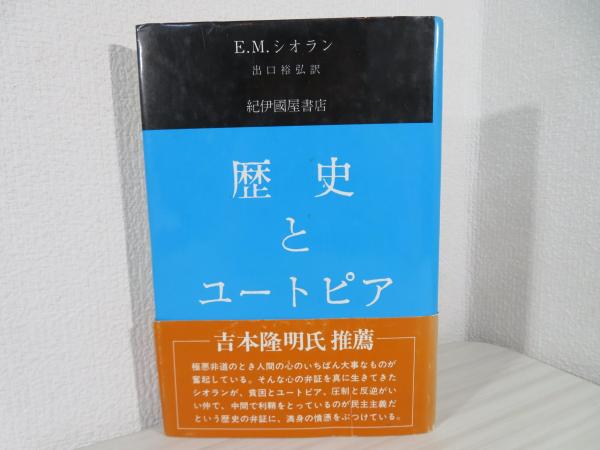 E.M.シオラン
出口裕弘訳
紀伊國屋書店
歴史
と
ユートピア
吉本隆明氏 推薦
極悪非道のとき人間の心のいちばん大事なものが
奮起している。そんな心の弁証を真に生きてきた
シオランが、貧困とユートピア、圧制と反逆がい
い仲で、中間で利鞘をとっているのが民主主義だ
という歴史の弁証に、満身の憤懣をぶつけている。